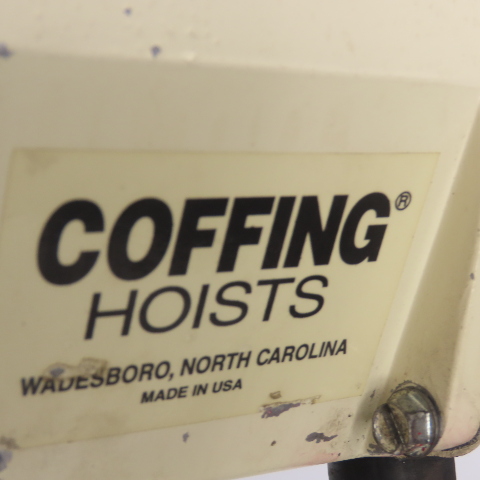 COFFING®
HOISTS
WADESBORO, NORTH CAROLINA
MADE IN USA